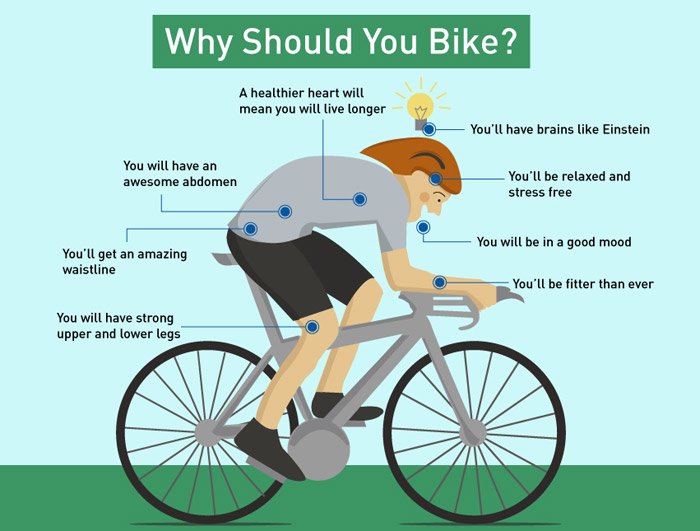 Why Should You Bike?
A healthier heart will
mean you will live longer
You'll have brains like Einstein
You will have an
awesome abdomen
You'll be relaxed and
stress free
You'll get an amazing
waistline
You will be in a good mood
You'll be fitter than ever
You will have strong
upper and lower legs